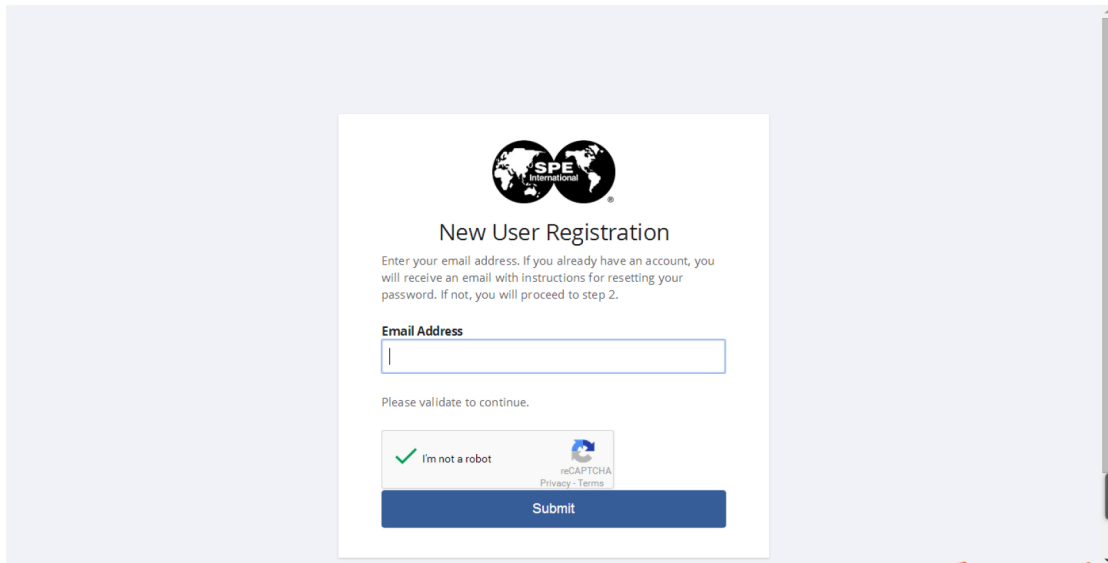 SPE
International
®
New User Registration
Enter your email address. If you already have an account, you
will receive an email with instructions for resetting your
password. If not, you will proceed to step 2.
Email Address
Please validate to continue.
I'm not a robot
reCAPTCHA
Privacy - Terms
Submit